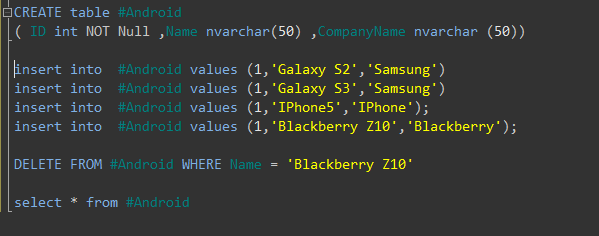 CREATE table #Android
( ID int NOT Null ,Name nvarchar(50) ,CompanyName nvarchar (50))
insert into  #Android values (1,'Galaxy S2','Samsung')
insert into  #Android values (1,'Galaxy S3','Samsung')
insert into  #Android values (1,'IPhone5','IPhone');
insert into  #Android values (1,'Blackberry Z10','Blackberry');
DELETE FROM #Android WHERE Name = 'Blackberry Z10'
select * from #Android